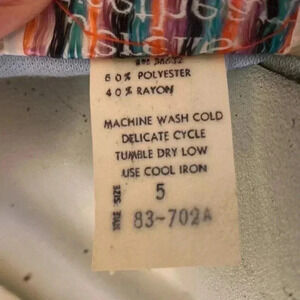 60% POLYESTER
40% RAYON
MACHINE WASH COLD
DELICATE CYCLE
TUMBLE DRY LOW
USE COOL IRON
SIZE 5
STYLE 83-702A